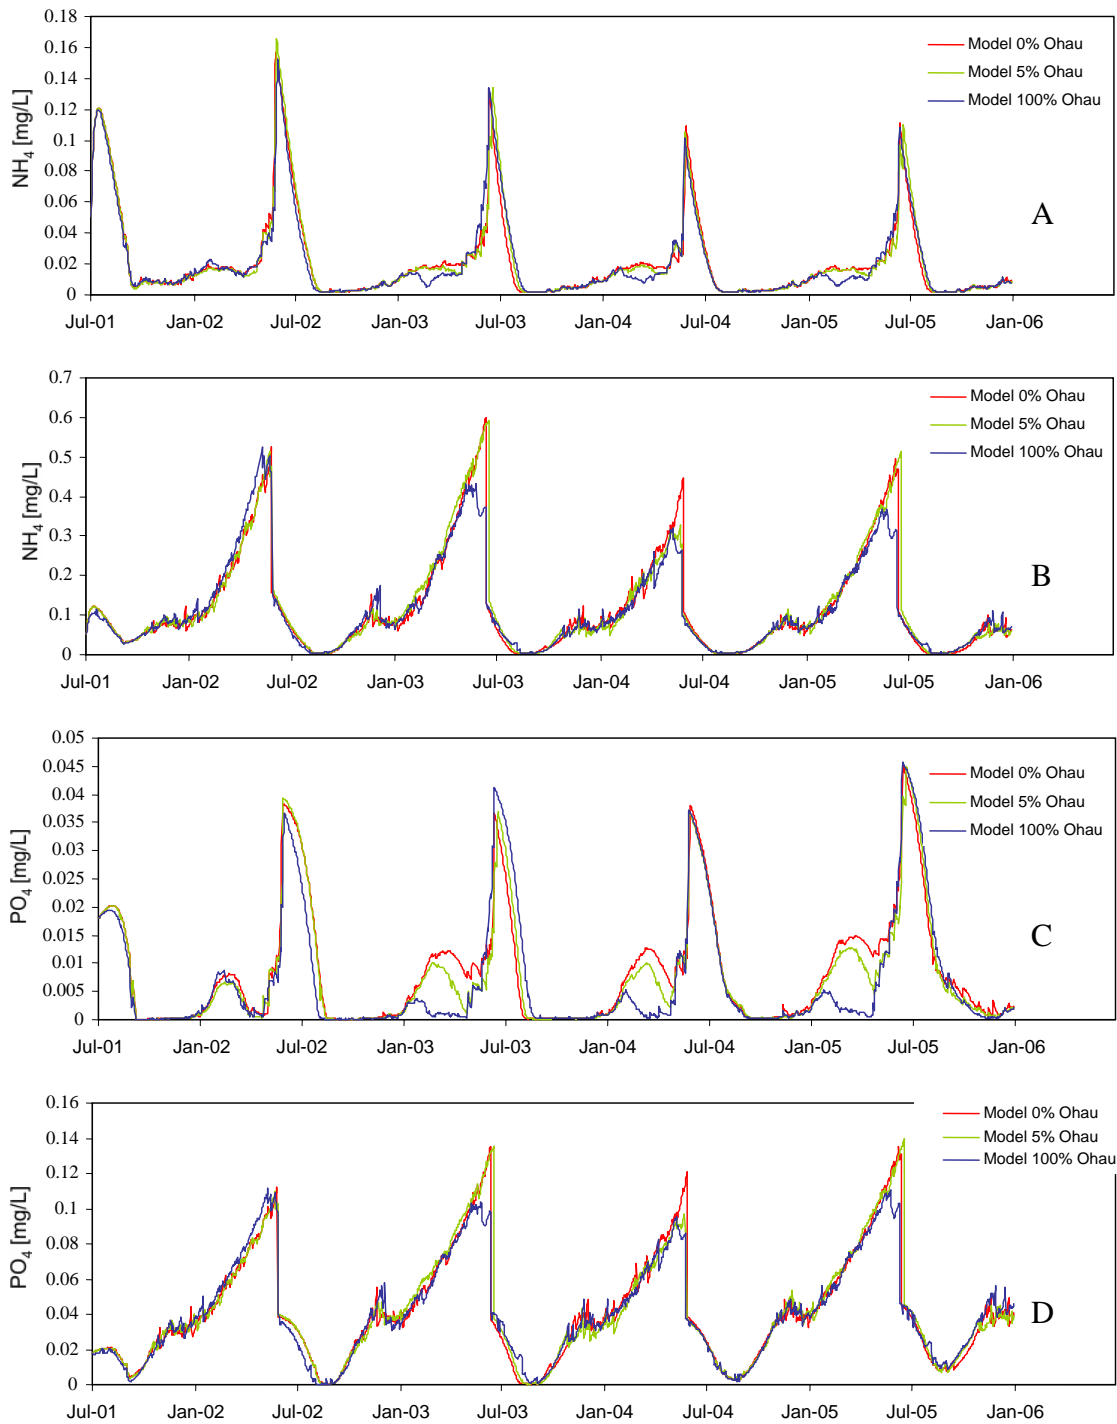 0.18
0.16
0.14
0.12
0.1
0.08
0.06
0.04
0.02
0
NH4 [mg/L]
Model 0% Ohau
Model 5% Ohau
Model 100% Ohau
A
Jul-01 Jan-02 Jul-02 Jan-03 Jul-03 Jan-04 Jul-04 Jan-05 Jul-05 Jan-06
0.7
0.6
0.5
0.4
0.3
0.2
0.1
0
NH4 [mg/L]
Model 0% Ohau
Model 5% Ohau
Model 100% Ohau
B
Jul-01 Jan-02 Jul-02 Jan-03 Jul-03 Jan-04 Jul-04 Jan-05 Jul-05 Jan-06
0.05
0.045
0.04
0.035
0.03
0.025
0.02
0.015
0.01
0.005
0
PO4 [mg/L]
Model 0% Ohau
Model 5% Ohau
Model 100% Ohau
C
Jul-01 Jan-02 Jul-02 Jan-03 Jul-03 Jan-04 Jul-04 Jan-05 Jul-05 Jan-06
0.16
0.14
0.12
0.1
0.08
0.06
0.04
0.02
0
PO4 [mg/L]
Model 0% Ohau
Model 5% Ohau
Model 100% Ohau
D
Jul-01 Jan-02 Jul-02 Jan-03 Jul-03 Jan-04 Jul-04 Jan-05 Jul-05 Jan-06